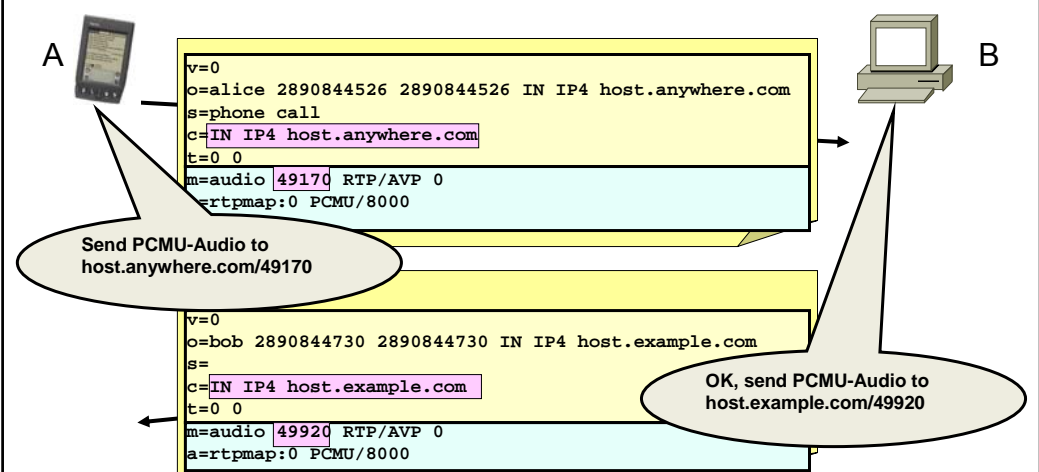 A
B
v=0
o=alice 2890844526 2890844526 IN IP4 host.anywhere.com
s=phone call
c=IN IP4 host.anywhere.com
t=0 0
m=audio 49170 RTP/AVP 0
=rtpmap:0 PCMU/8000
Send PCMU-Audio to
host.anywhere.com/49170
v=0
o=bob 2890844730 2890844730 IN IP4 host.example.com
s=
c=IN IP4 host.example.com
t=0 0
m=audio 49920 RTP/AVP 0
a=rtpmap:0 PCMU/8000
OK, send PCMU-Audio to
host.example.com/49920